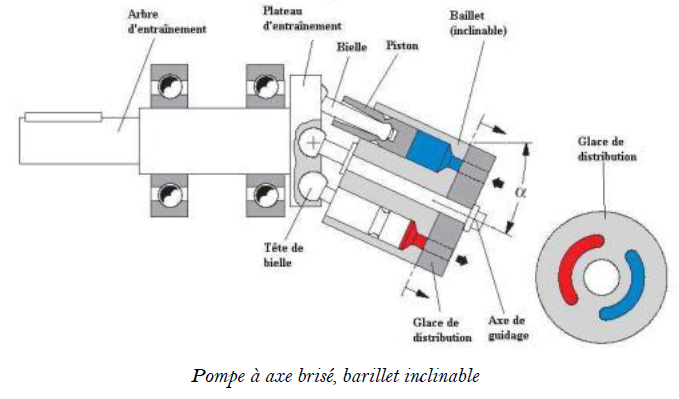 Arbre
d'entraînement
Plateau
d'entraînement
Bielle
Piston
Baillet
(inclinable)
Glace de
distribution
α
Tête de
bielle
Glace de
distribution
Axe de
guidage
Pompe à axe brisé, barillet inclinable